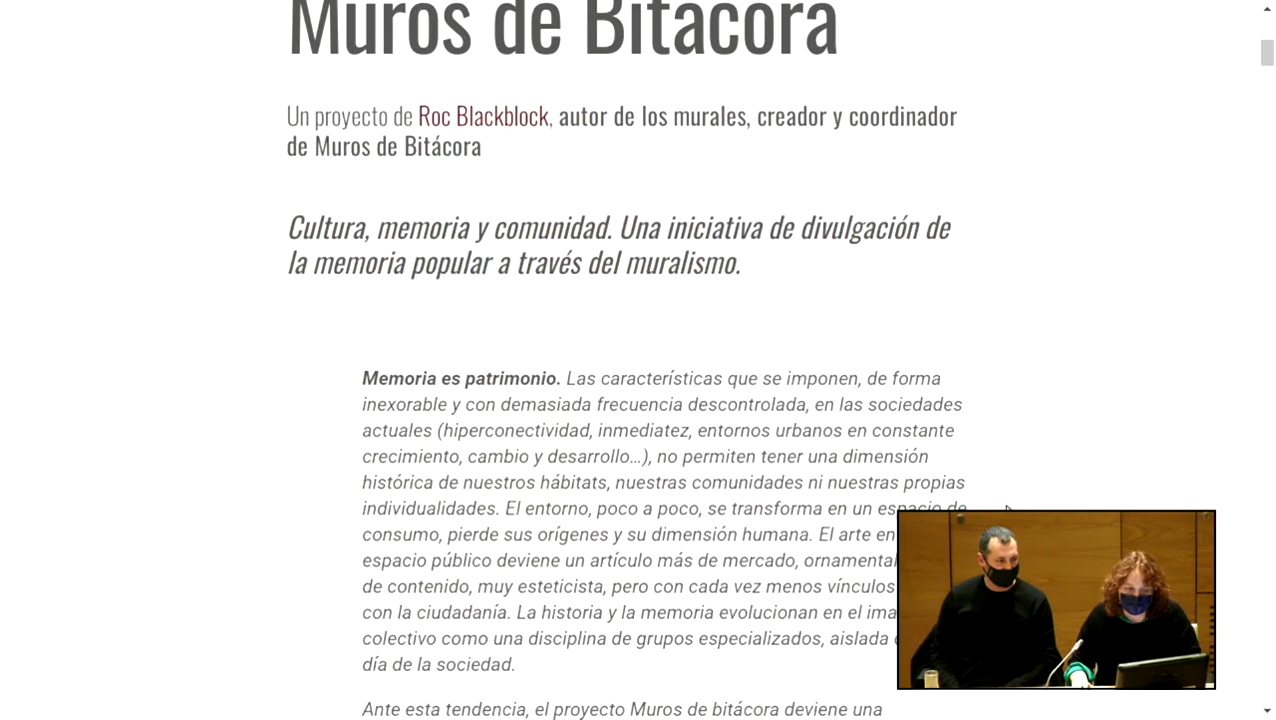 Muros de Bitácora
Un proyecto de Roc Blackblock, autor de los murales, creador y coordinador
de Muros de Bitácora
Cultura, memoria y comunidad. Una iniciativa de divulgación de
la memoria popular a través del muralismo.
Memoria es patrimonio. Las características que se imponen, de forma
inexorable y con demasiada frecuencia descontrolada, en las sociedades
actuales (hiperconectividad, inmediatez, entornos urbanos en constante
crecimiento, cambio y desarrollo...), no permiten tener una dimensión
histórica de nuestros hábitats, nuestras comunidades ni nuestras propias
individualidades. El entorno, poco a poco, se transforma en un espacio de
consumo, pierde sus orígenes y su dimensión humana. El arte en
espacio público deviene un artículo más de mercado, ornamental
de contenido, muy esteticista, pero con cada vez menos vínculos
con la ciudadanía. La historia y la memoria evolucionan en el
colectivo como una disciplina de grupos especializados, aislada
día de la sociedad.
Ante esta tendencia, el proyecto Muros de bitácora deviene una